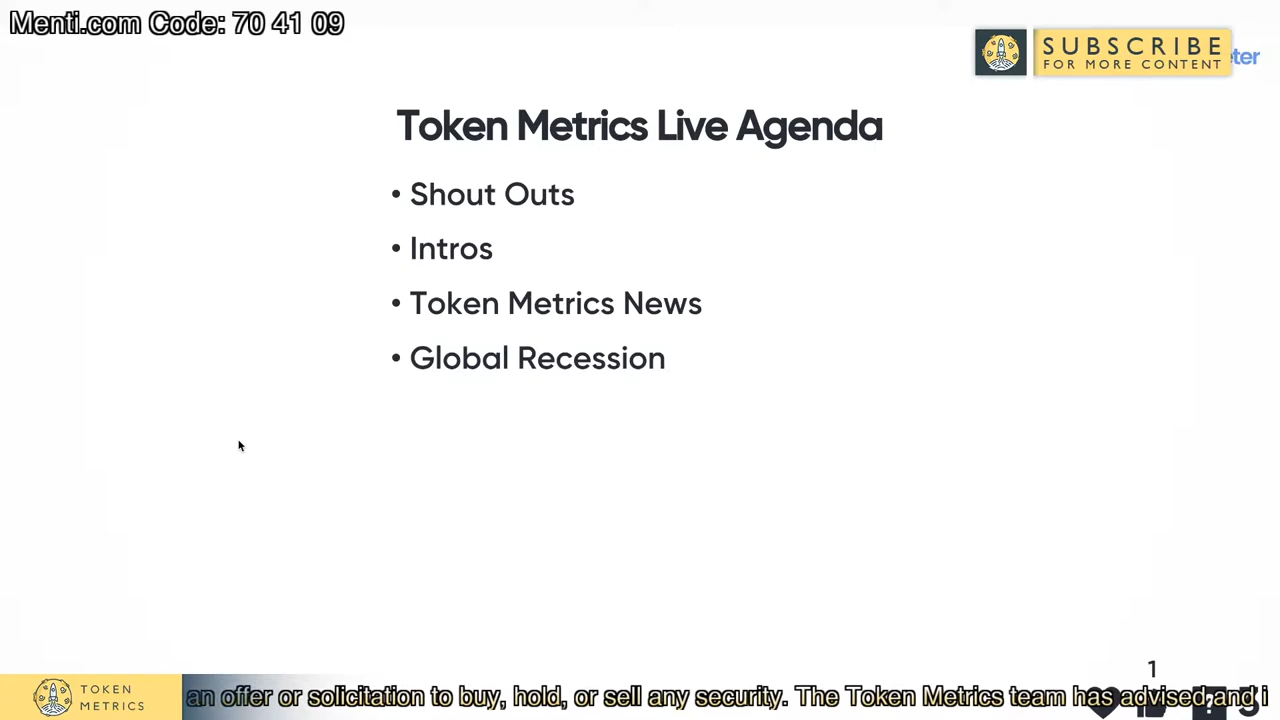 Menti.com Code: 70 41 09
SUBSCRIBE
FOR MORE CONTENT
eter
Token Metrics Live Agenda
• Shout Outs
• Intros
• Token Metrics News
• Global Recession
1
TOKEN
METRICS
an offer or solicitation to buy, hold, or sell any security. The Token Metrics team has advised and i